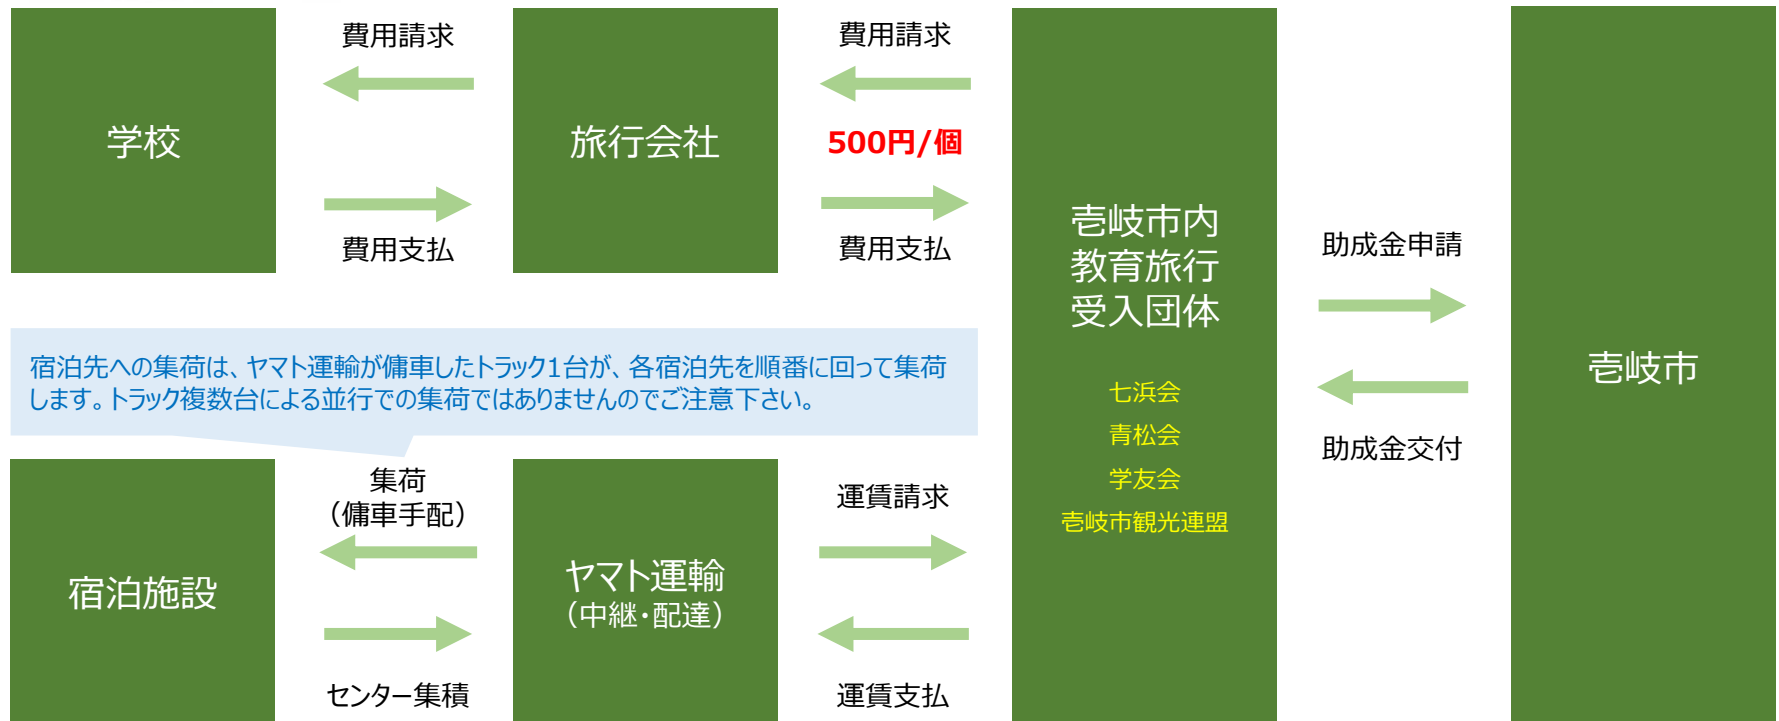 学校
費用請求
費用支払
旅行会社
費用請求
500円/個
費用支払
壱岐市内
教育旅行
受入団体
七浜会
青松会
学友会
壱岐市観光連盟
助成金申請
助成金交付
壱岐市
宿泊先への集荷は、ヤマト運輸が傭車したトラック1台が、各宿泊先を順番に回って集荷
します。トラック複数台による並行での集荷ではありませんのでご注意下さい。
宿泊施設
集荷
（傭車手配）
センター集積
ヤマト運輸
（中継・配達）
運賃請求
運賃支払